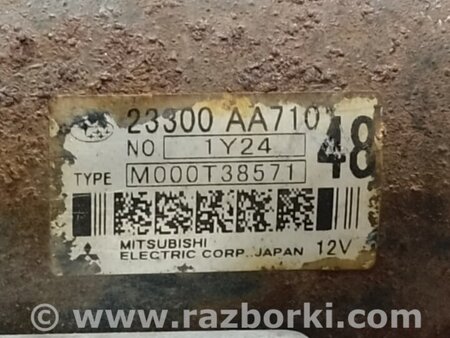 23300 AA710
48
NO 1Y24
TYPE M000T38571
MITSUBISHI
ELECTRIC CORP., JAPAN 12V
© www.razborki.com